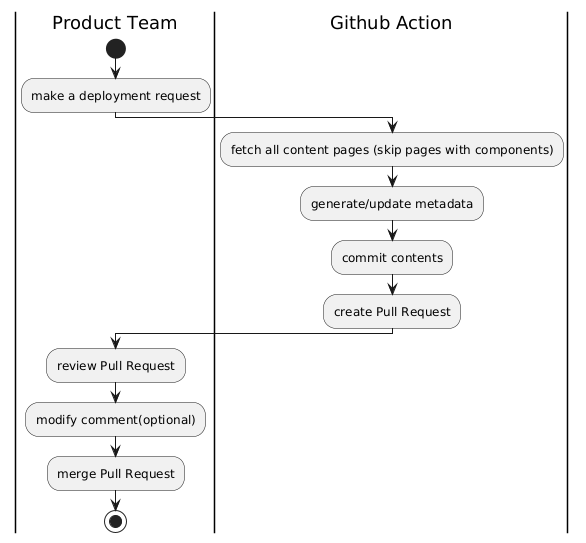 Product Team
Github Action
make a deployment request
fetch all content pages (skip pages with components)
generate/update metadata
commit contents
create Pull Request
review Pull Request
modify comment(optional)
merge Pull Request